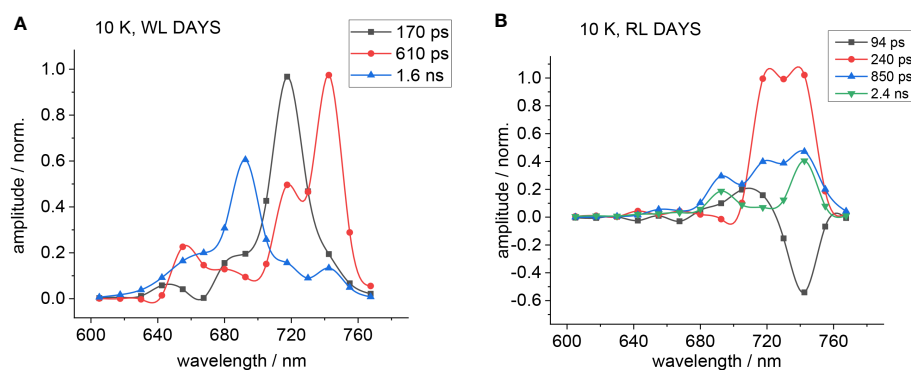 A
10 K, WL DAYS
170 ps
610 ps
1.6 ns
amplitude / norm.
1.0
0.8
0.6
0.4
0.2
0.0
600 640 680 720 760
wavelength / nm
B
10 K, RL DAYS
94 ps
240 ps
850 ps
2.4 ns
amplitude / norm.
1.0
0.8
0.6
0.4
0.2
0.0
-0.2
-0.4
-0.6
600 640 680 720 760
wavelength / nm